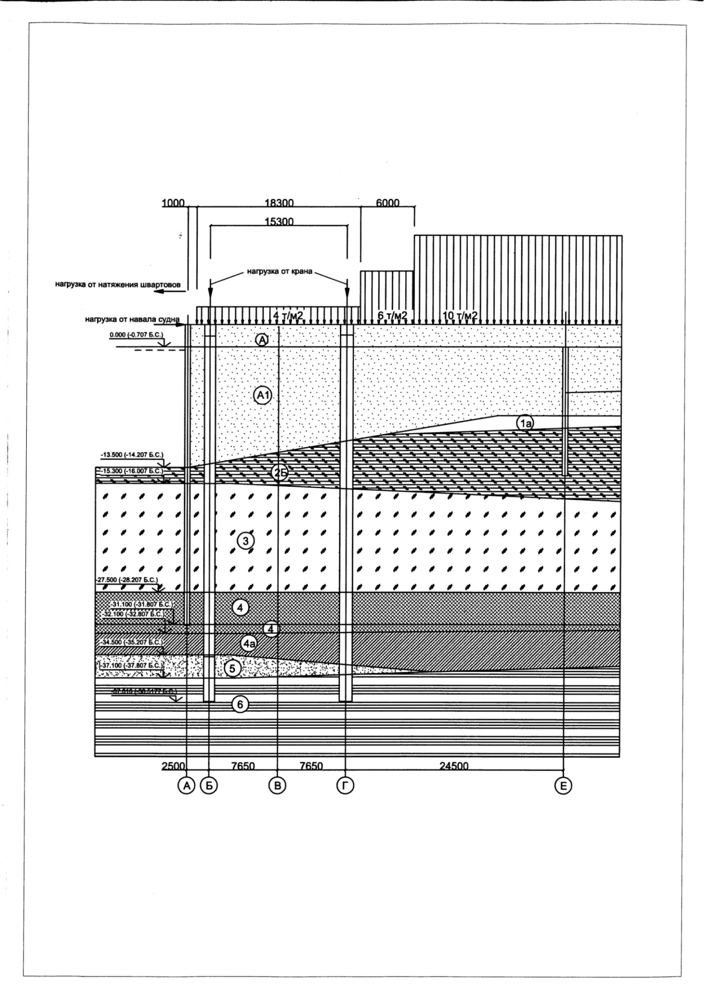 1000 18300 6000
15300
нагрузка от крана
нагрузка от натяжения швартовов
4 т/м2 6 т/м2 10 т/м2
нагрузка от навала судна
0.000 (-0.707 Б.С.)
А
А1
1а
-13.500 (-14.207 Б.С.)
-15.300 (-16.007 Б.С.)
2Б
3
-27.500 (-28.207 Б.С.)
-31.100 (-31.807 Б.С.)
4
-32.100 (-32.807 Б.С.)
4
-34.500 (-35.207 Б.С.)
4а
-37.100 (-37.807 Б.С.)
5
6
2500 7650 7650 24500
А Б В Г Е